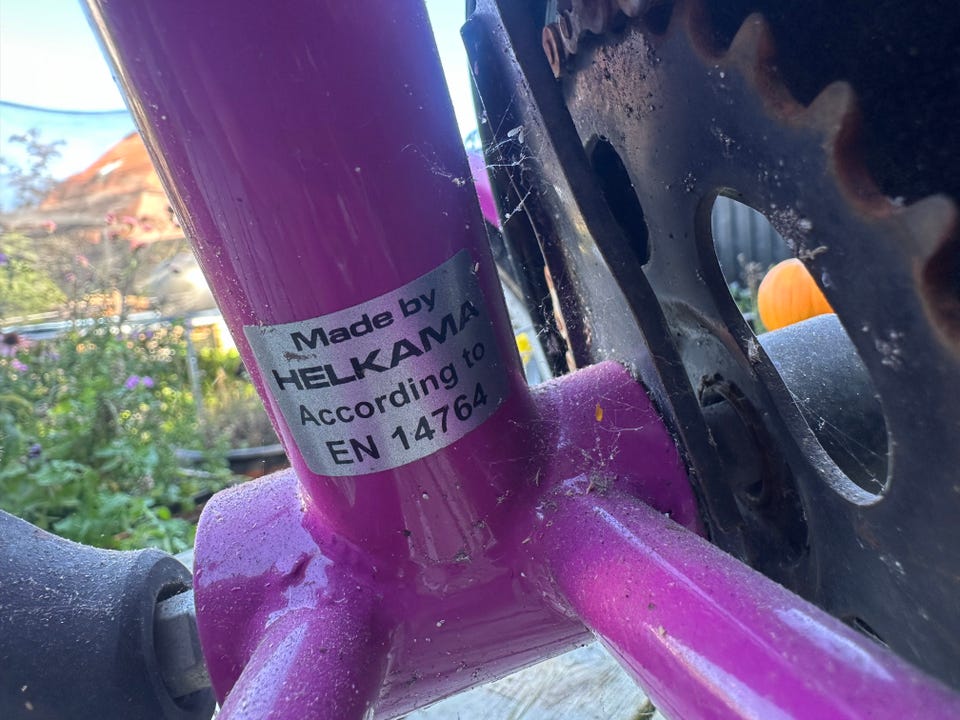 Made by
HELKAMA
According to
EN 14764